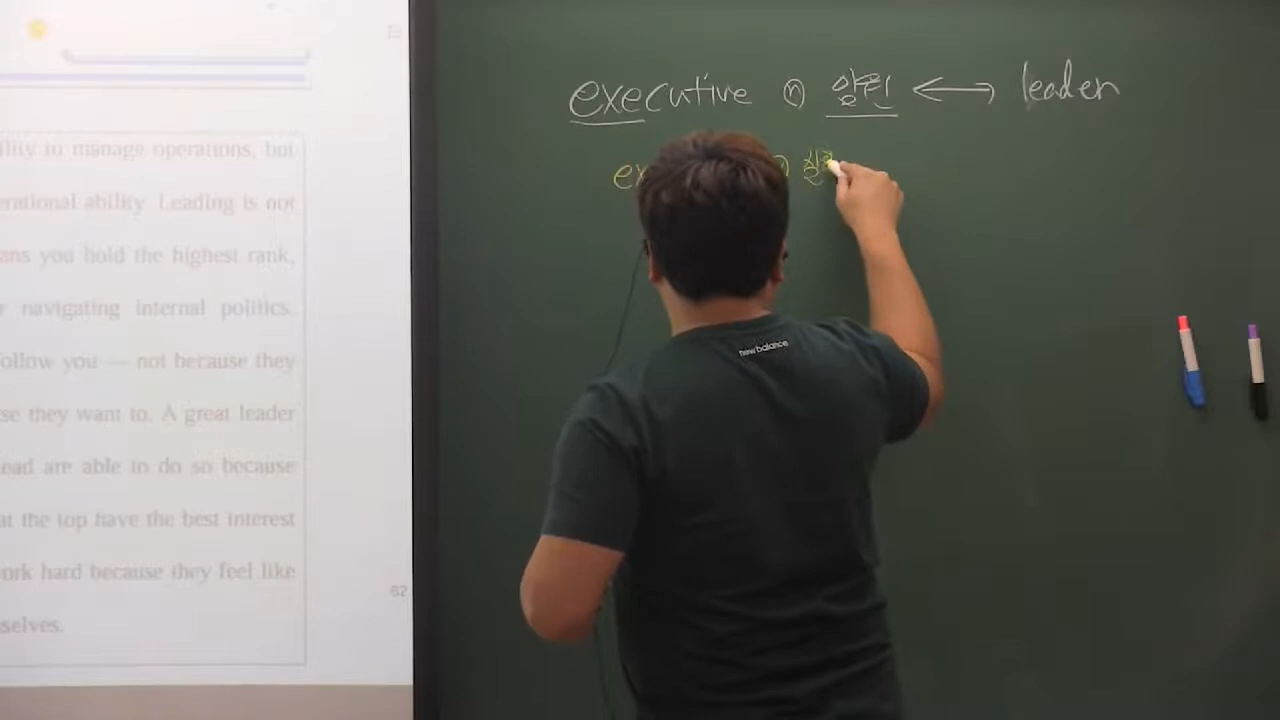 executive ⓝ 임원 ↔ leader
ex
new balance
ility to manage operations, but
erational ability. Leading is not
ans you hold the highest rank,
r navigating internal politics.
follow you — not because they
se they want to. A great leader
ead are able to do so because
at the top have the best interest
ork hard because they feel like
selves.
62